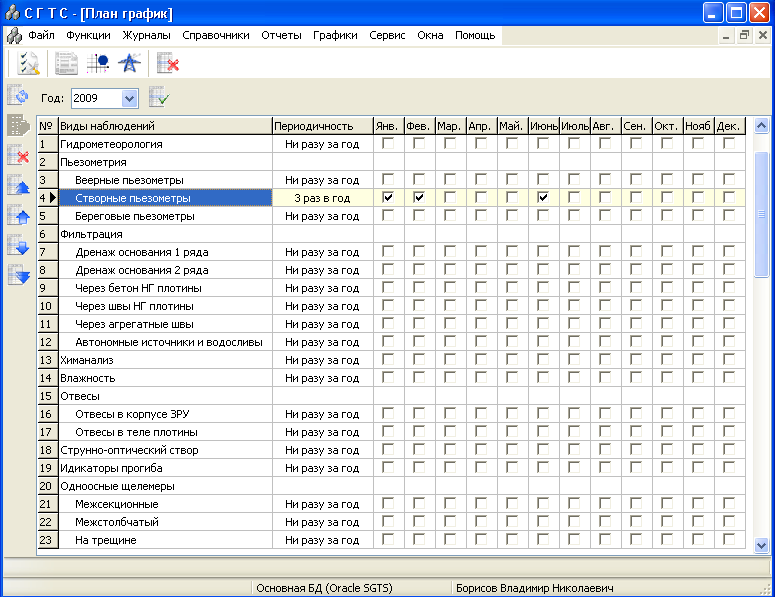 С Г Т С - [План график]
Файл Функции Журналы Справочники Отчеты Графики Сервис Окна Помощь
Год: 2009
№ Виды наблюдений Периодичность Янв. Фев. Мар. Апр. Май. Июнь Июль Авг. Сен. Окт. Нояб Дек.
1 Гидрометеорология Ни разу за год
2 Пьезометрия
3 Веерные пьезометры Ни разу за год
4 Створные пьезометры 3 раз в год
5 Береговые пьезометры Ни разу за год
6 Фильтрация
7 Дренаж основания 1 ряда Ни разу за год
8 Дренаж основания 2 ряда Ни разу за год
9 Через бетон НГ плотины Ни разу за год
10 Через швы НГ плотины Ни разу за год
11 Через агрегатные швы Ни разу за год
12 Автономные источники и водосливы Ни разу за год
13 Химанализ Ни разу за год
14 Влажность Ни разу за год
15 Отвесы
16 Отвесы в корпусе ЗРУ Ни разу за год
17 Отвесы в теле плотины Ни разу за год
18 Струнно-оптический створ Ни разу за год
19 Идикаторы прогиба Ни разу за год
20 Одноосные щелемеры
21 Межсекционные Ни разу за год
22 Межстолбчатый Ни разу за год
23 На трещине Ни разу за год
Основная БД (Oracle SGTS) Борисов Владимир Николаевич